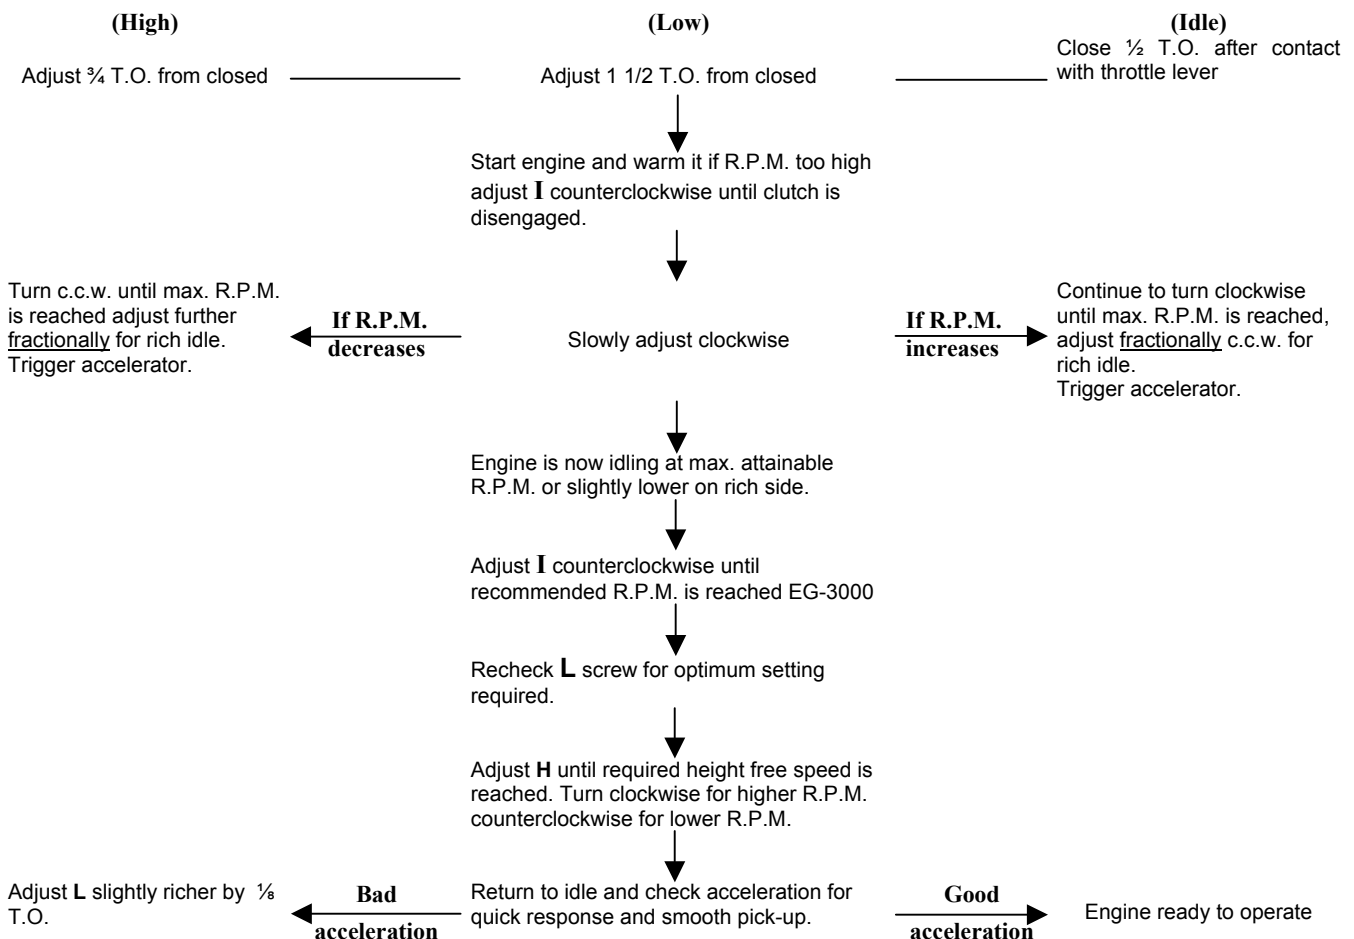 (High)
(Low)
(Idle)
Adjust ¾ T.O. from closed
Adjust 1 1/2 T.O. from closed
Close ½ T.O. after contact
with throttle lever
Start engine and warm it if R.P.M. too high
adjust I counterclockwise until clutch is
disengaged.
Turn c.c.w. until max. R.P.M.
is reached adjust further
fractionally for rich idle.
Trigger accelerator.
If R.P.M.
decreases
Slowly adjust clockwise
If R.P.M.
increases
Continue to turn clockwise
until max. R.P.M. is reached,
adjust fractionally c.c.w. for
rich idle.
Trigger accelerator.
Engine is now idling at max. attainable
R.P.M. or slightly lower on rich side.
Adjust I counterclockwise until
recommended R.P.M. is reached EG-3000
Recheck L screw for optimum setting
required.
Adjust H until required height free speed is
reached. Turn clockwise for higher R.P.M.
counterclockwise for lower R.P.M.
Adjust L slightly richer by ⅛
T.O.
Bad
acceleration
Return to idle and check acceleration for
quick response and smooth pick-up.
Good
acceleration
Engine ready to operate